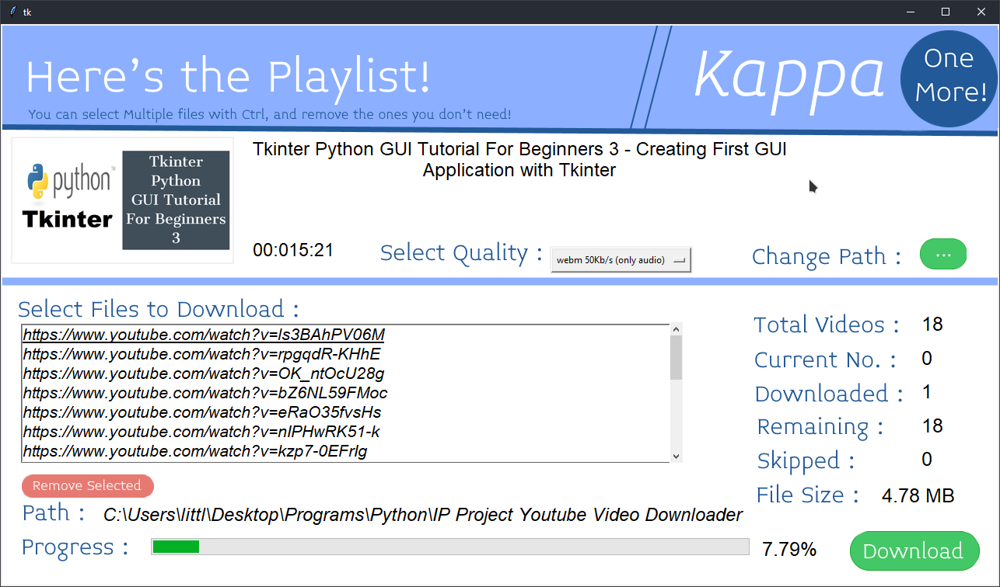 tk
Here's the Playlist!
You can select Multiple files with Ctrl, and remove the ones you don't need!
Kappa
One
More!
python™
Tkinter
Tkinter
Python
GUI Tutorial
For Beginners
3
Tkinter Python GUI Tutorial For Beginners 3 - Creating First GUI
Application with Tkinter
00:015:21
Select Quality :
webm 50Kb/s (only audio)
Change Path :
...
Select Files to Download :
https://www.youtube.com/watch?v=ls3BAhPV06M
https://www.youtube.com/watch?v=rpgqdR-KHhE
https://www.youtube.com/watch?v=OK_ntOcU28g
https://www.youtube.com/watch?v=bZ6NL59FMoc
https://www.youtube.com/watch?v=eRaO35fvsHs
https://www.youtube.com/watch?v=nIPHwRK51-k
https://www.youtube.com/watch?v=kzp7-0EFrlg
Total Videos : 18
Current No. : 0
Downloaded : 1
Remaining : 18
Skipped : 0
File Size : 4.78 MB
Remove Selected
Path : C:\Users\littl\Desktop\Programs\Python\IP Project Youtube Video Downloader
Progress : 7.79%
Download